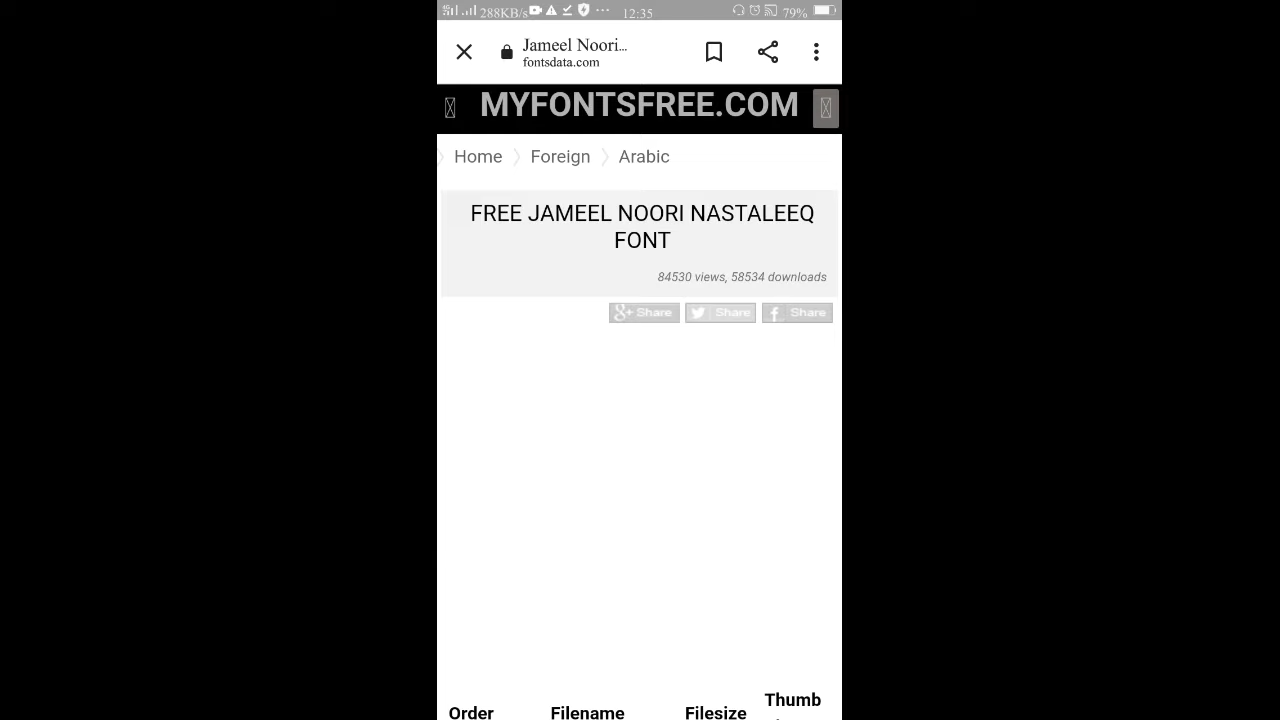 288KB/s 12:35 79%
Jameel Noori...
fontsdata.com
MYFONTSFREE.COM
Home Foreign Arabic
FREE JAMEEL NOORI NASTALEEQ
FONT
84530 views, 58534 downloads
g+ Share Share f Share
Order Filename Filesize Thumb